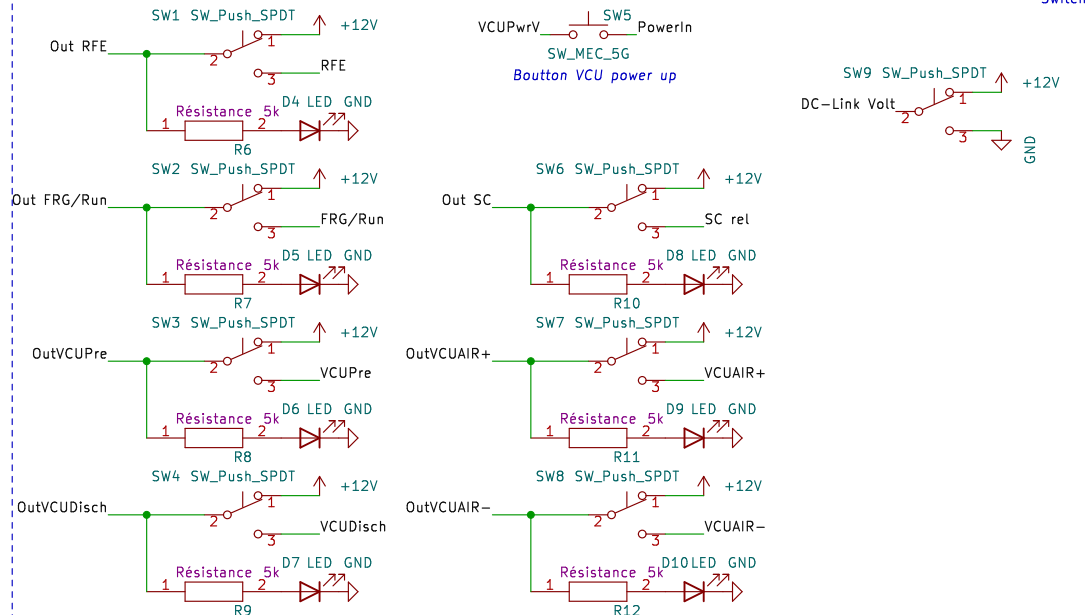 Switch
SW1 SW_Push_SPDT
+12V
Out RFE
1
2
RFE
3
Résistance 5k
D4 LED GND
1
2
R6
SW5
VCUPwrV
PowerIn
SW_MEC_5G
Boutton VCU power up
SW9 SW_Push_SPDT
+12V
DC-Link Volt
1
2
3
GND
SW2 SW_Push_SPDT
+12V
Out FRG/Run
1
2
FRG/Run
3
Résistance 5k
D5 LED GND
1
2
R7
SW6 SW_Push_SPDT
+12V
Out SC
1
2
SC rel
3
Résistance 5k
D8 LED GND
1
2
R10
SW3 SW_Push_SPDT
+12V
OutVCUPre
1
2
VCUPre
3
Résistance 5k
D6 LED GND
1
2
R8
SW7 SW_Push_SPDT
+12V
OutVCUAIR+
1
2
VCUAIR+
3
Résistance 5k
D9 LED GND
1
2
R11
SW4 SW_Push_SPDT
+12V
OutVCUDisch
1
2
VCUDisch
3
Résistance 5k
D7 LED GND
1
2
R9
SW8 SW_Push_SPDT
+12V
OutVCUAIR-
1
2
VCUAIR-
3
Résistance 5k
D10 LED GND
1
2
R12